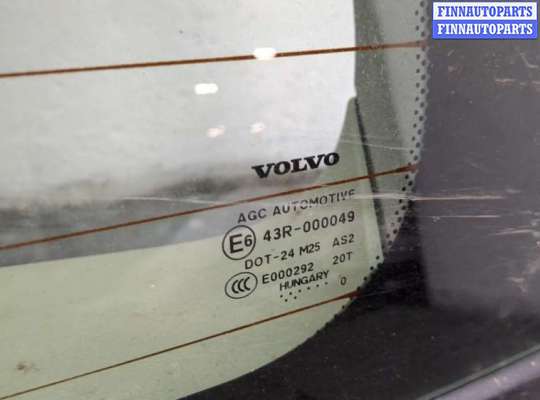 FINNAUTOPARTS
FINNAUTOPARTS
VOLVO
AGC AUTOMOTIVE
E6 43R-000049
DOT-24 M25 AS2
CCC E000292 20T
HUNGARY 0